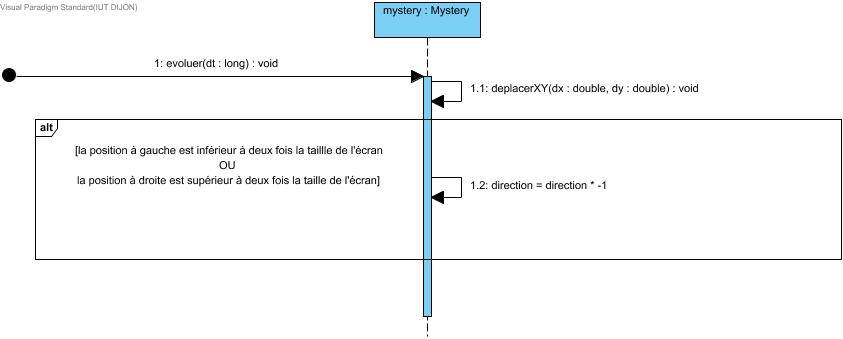 Visual Paradigm Standard(IUT DIJON)
mystery : Mystery
1: evoluer(dt : long) : void
1.1: deplacerXY(dx : double, dy : double) : void
alt
[la position à gauche est inférieur à deux fois la taillle de l'écran
OU
la position à droite est supérieur à deux fois la taille de l'écran]
1.2: direction = direction * -1